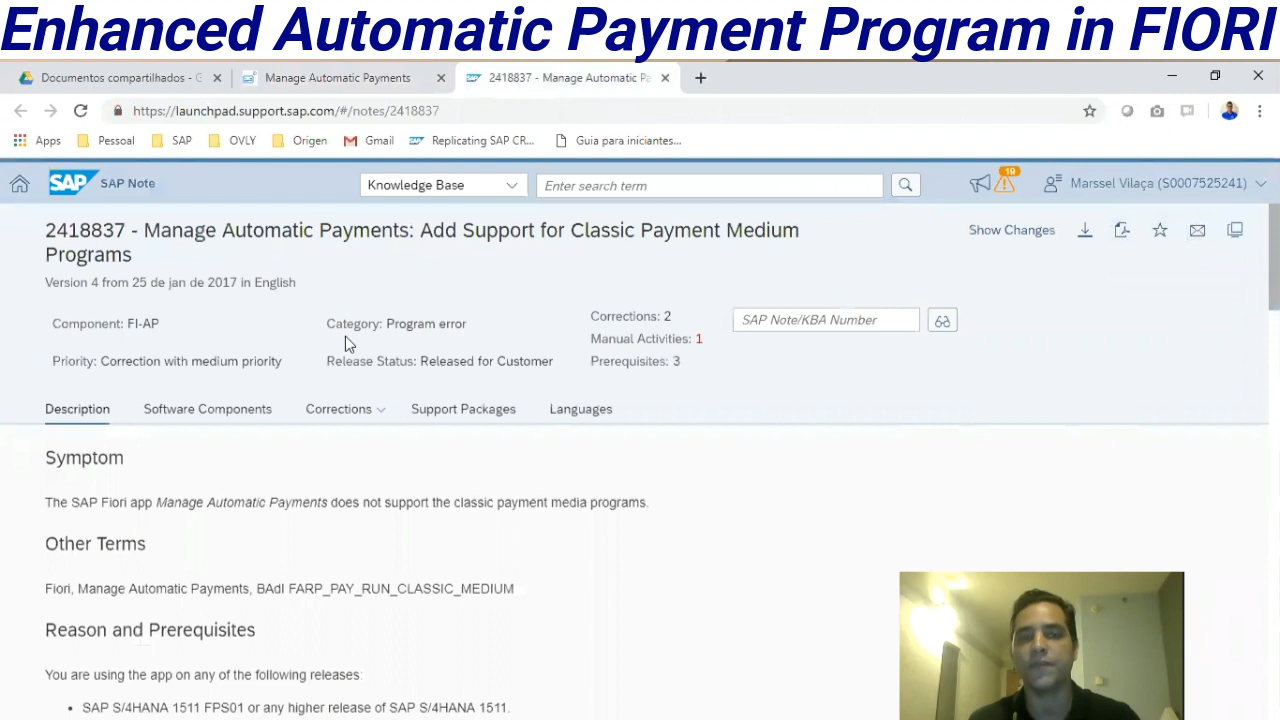 Enhanced Automatic Payment Program in FIORI
Documentos compartilhados - G
Manage Automatic Payments
2418837 - Manage Automatic Pa
https://launchpad.support.sap.com/#/notes/2418837
Apps Pessoal SAP OVLY Origen Gmail Replicating SAP CR... Guia para iniciantes...
SAP SAP Note Knowledge Base Enter search term 19 Marssel Vilaça (S0007525241)
2418837 - Manage Automatic Payments: Add Support for Classic Payment Medium
Programs
Show Changes
Version 4 from 25 de jan de 2017 in English
Component: FI-AP Category: Program error Corrections: 2 SAP Note/KBA Number
Manual Activities: 1
Priority: Correction with medium priority Release Status: Released for Customer Prerequisites: 3
Description Software Components Corrections Support Packages Languages
Symptom
The SAP Fiori app Manage Automatic Payments does not support the classic payment media programs.
Other Terms
Fiori, Manage Automatic Payments, BAdI FARP_PAY_RUN_CLASSIC_MEDIUM
Reason and Prerequisites
You are using the app on any of the following releases:
• SAP S/4HANA 1511 FPS01 or any higher release of SAP S/4HANA 1511.